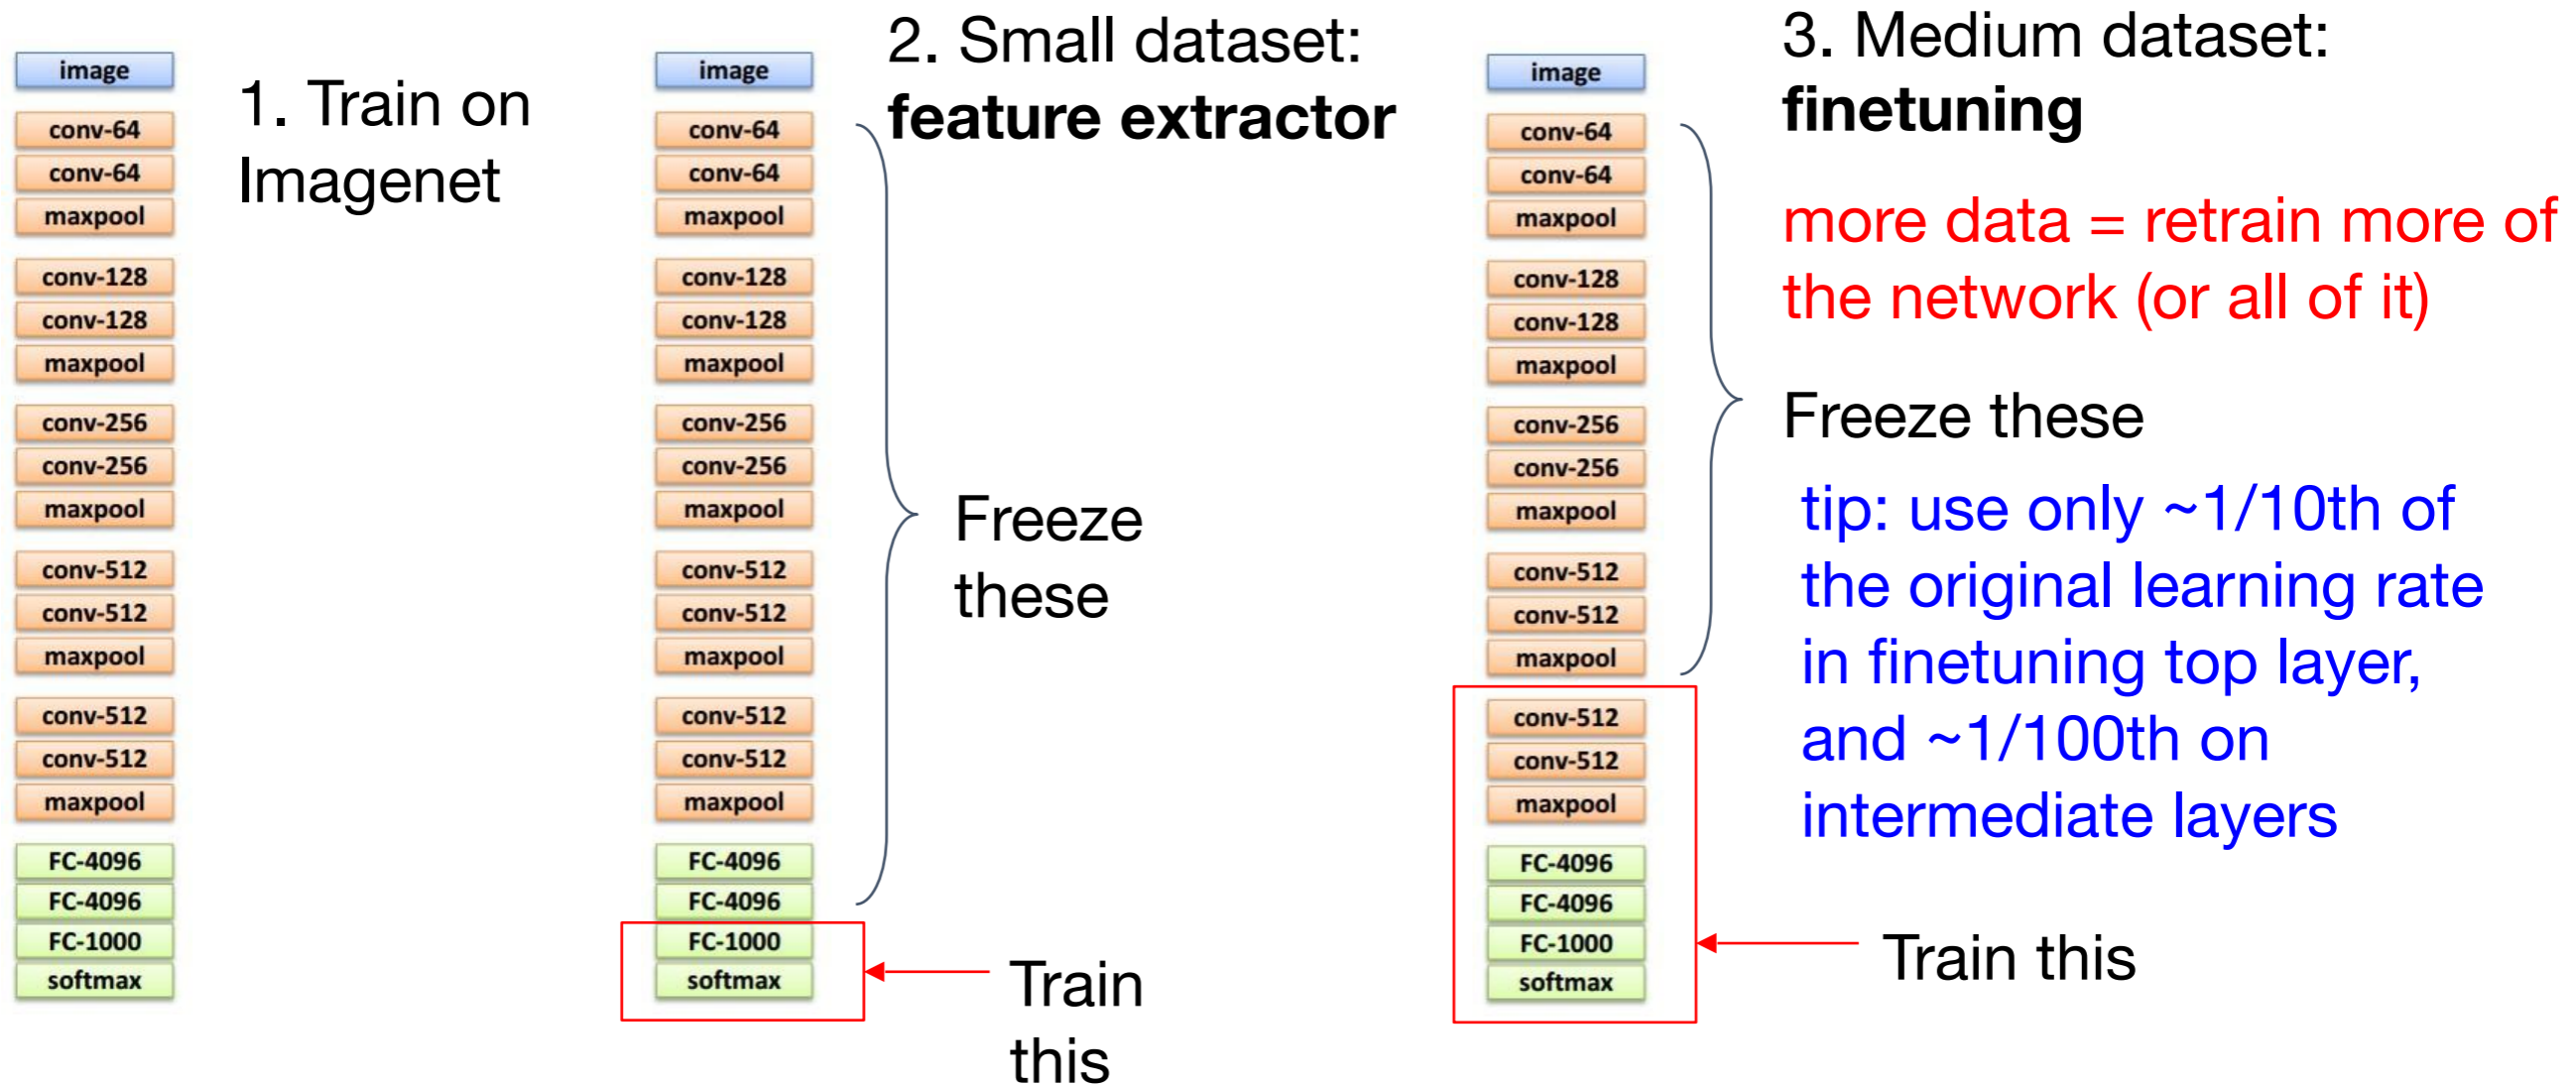 image
conv-64
conv-64
maxpool
conv-128
conv-128
maxpool
conv-256
conv-256
maxpool
conv-512
conv-512
maxpool
conv-512
conv-512
maxpool
FC-4096
FC-4096
FC-1000
softmax
1. Train on
Imagenet
image
conv-64
conv-64
maxpool
conv-128
conv-128
maxpool
conv-256
conv-256
maxpool
conv-512
conv-512
maxpool
conv-512
conv-512
maxpool
FC-4096
FC-4096
FC-1000
softmax
2. Small dataset:
feature extractor
Freeze
these
Train
this
image
conv-64
conv-64
maxpool
conv-128
conv-128
maxpool
conv-256
conv-256
maxpool
conv-512
conv-512
maxpool
conv-512
conv-512
maxpool
FC-4096
FC-4096
FC-1000
softmax
3. Medium dataset:
finetuning
more data = retrain more of
the network (or all of it)
Freeze these
tip: use only ~1/10th of
the original learning rate
in finetuning top layer,
and ~1/100th on
intermediate layers
Train this